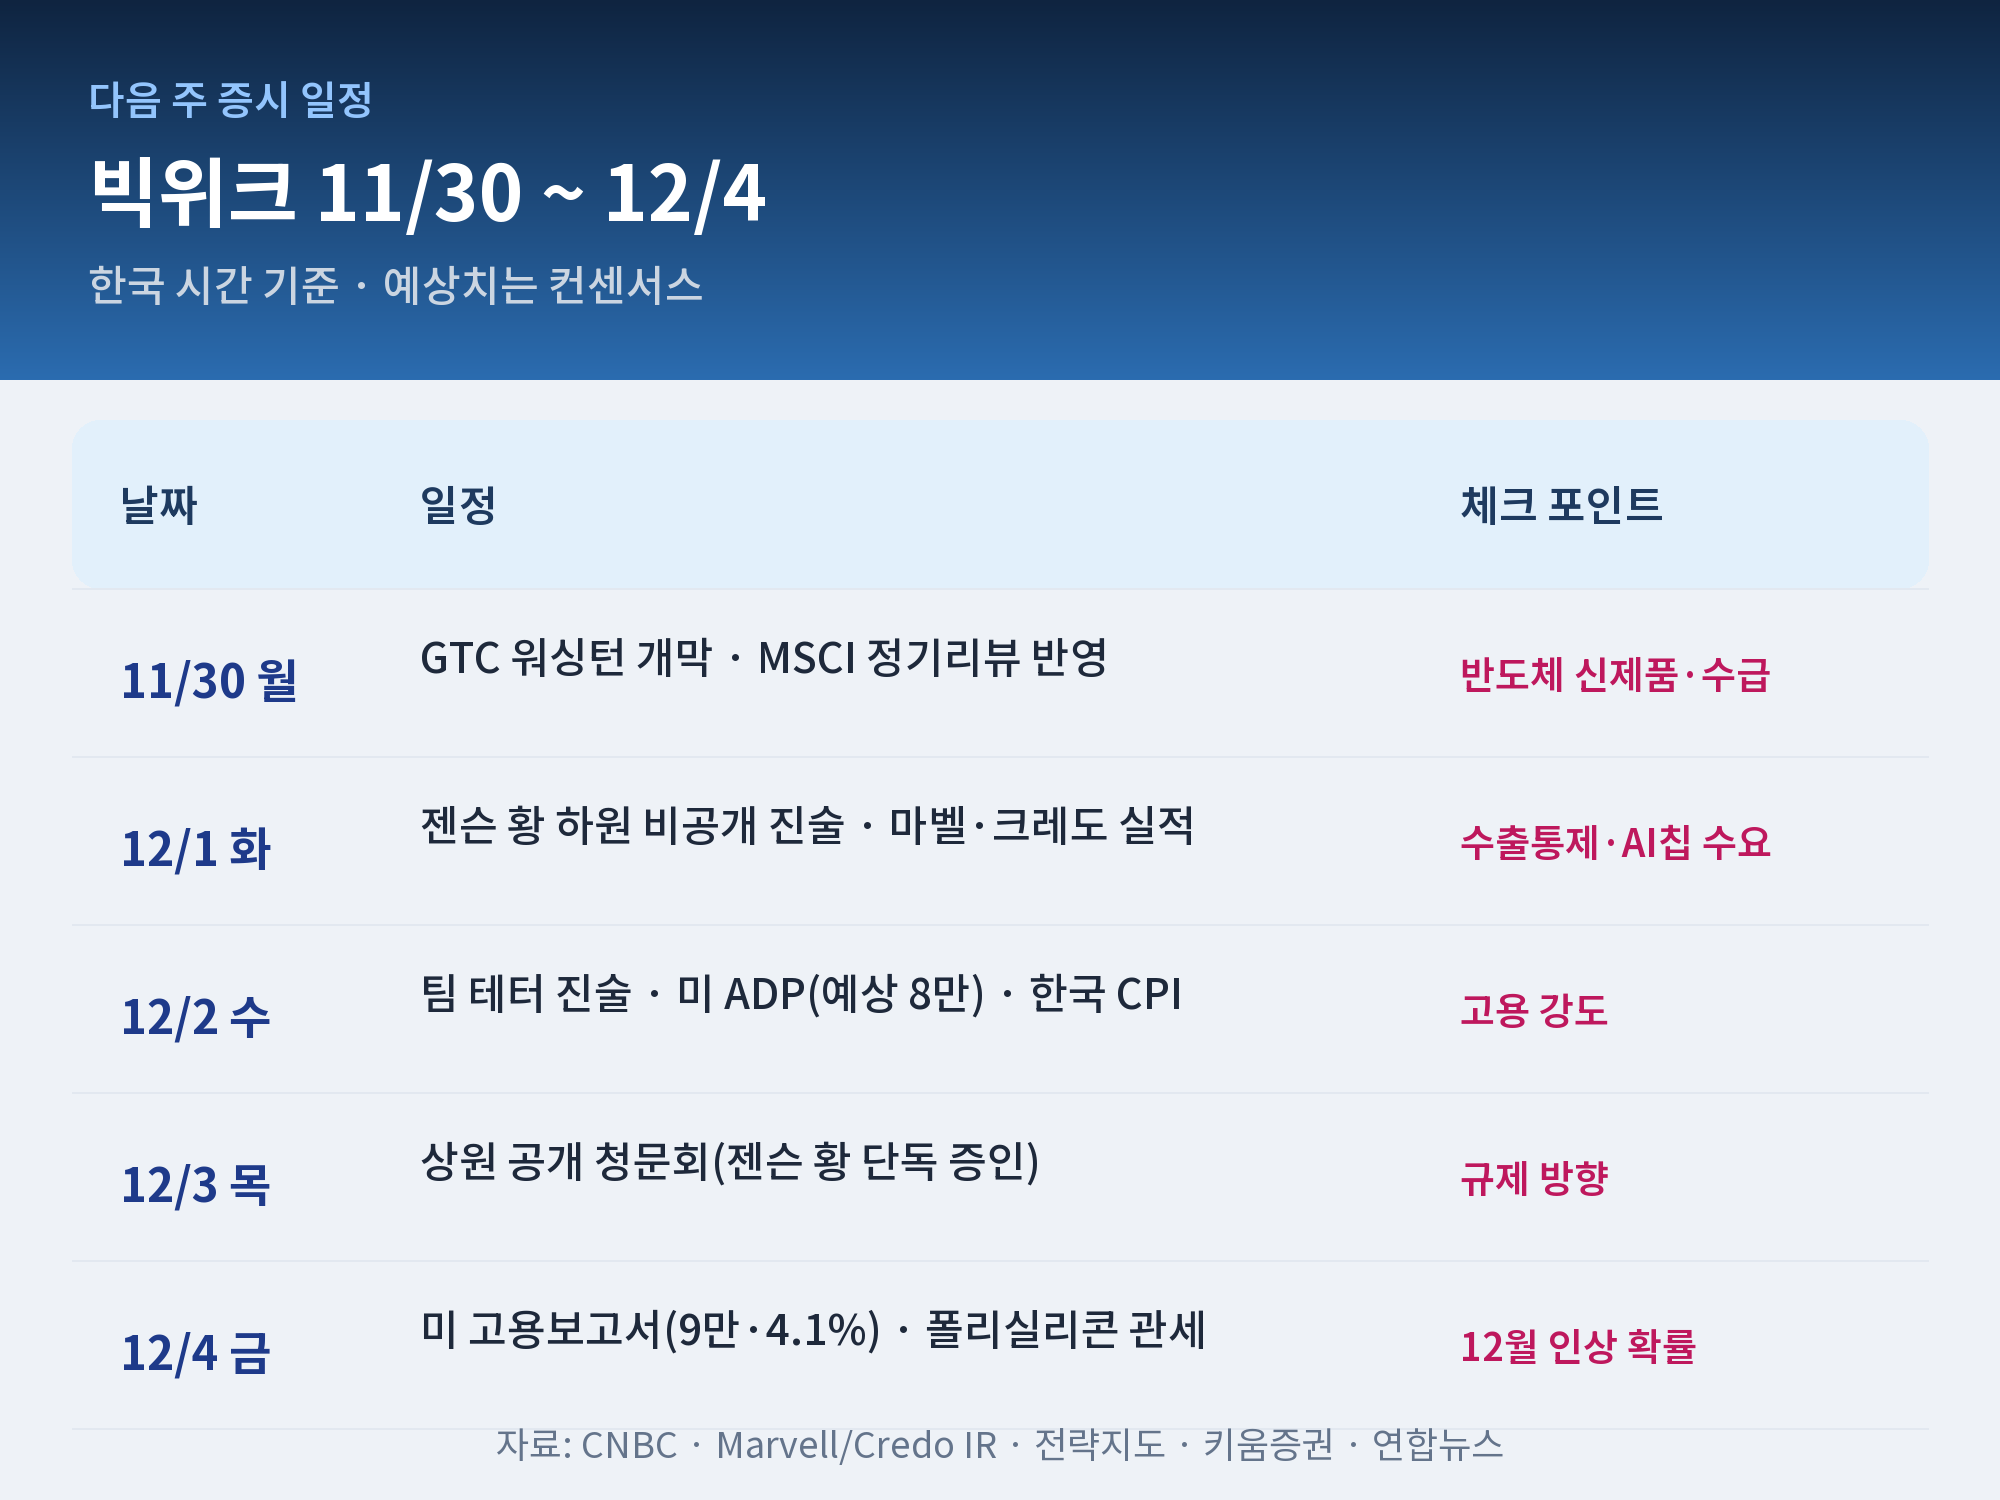 다음 주 증시 일정
빅위크 11/30 ~ 12/4
한국 시간 기준 · 예상치는 컨센서스
날짜 일정 체크 포인트
11/30 월 GTC 워싱턴 개막 · MSCI 정기리뷰 반영 반도체 신제품·수급
12/1 화 젠슨 황 하원 비공개 진술 · 마벨·크레도 실적 수출통제·AI칩 수요
12/2 수 팀 테터 진술 · 미 ADP(예상 8만) · 한국 CPI 고용 강도
12/3 목 상원 공개 청문회(젠슨 황 단독 증인) 규제 방향
12/4 금 미 고용보고서(9만·4.1%) · 폴리실리콘 관세 12월 인상 확률
자료: CNBC · Marvell/Credo IR · 전략지도 · 키움증권 · 연합뉴스